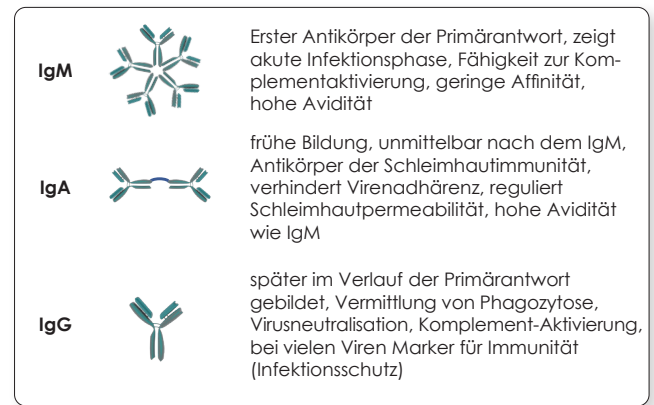 IgM
Erster Antikörper der Primärantwort, zeigt
akute Infektionsphase, Fähigkeit zur Kom-
plementaktivierung, geringe Affinität,
hohe Avidität
IgA
frühe Bildung, unmittelbar nach dem IgM,
Antikörper der Schleimhautimmunität,
verhindert Virenadhärenz, reguliert
Schleimhautpermeabilität, hohe Avidität
wie IgM
IgG
später im Verlauf der Primärantwort
gebildet, Vermittlung von Phagozytose,
Virusneutralisation, Komplement-Aktivierung,
bei vielen Viren Marker für Immunität
(Infektionsschutz)